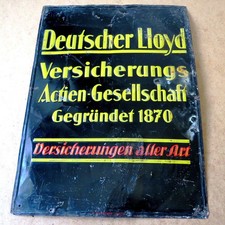 Deutscher Lloyd
Versicherungs
Actien-Gesellschaft
Gegründet 1870
Versicherungen aller Art